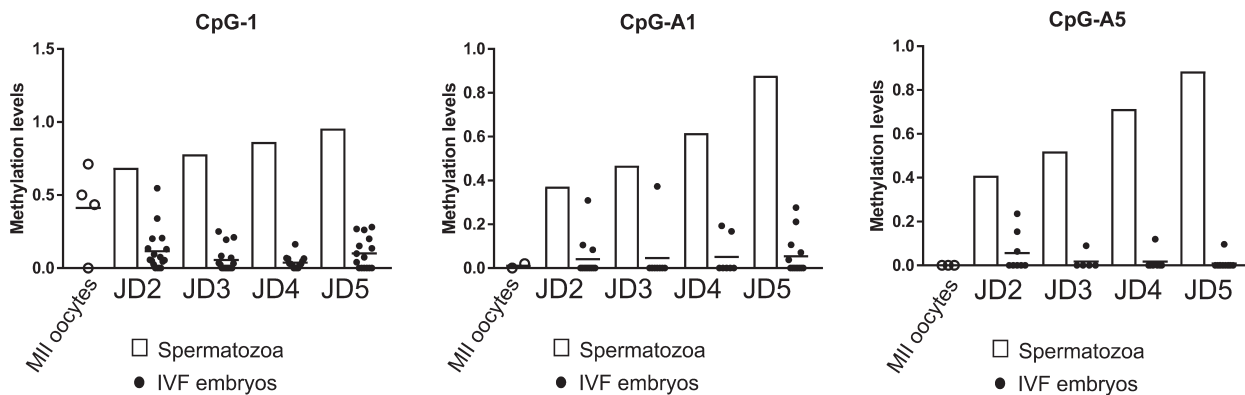 CpG-1
Methylation levels
1.5
1.0
0.5
0.0
MII oocytes
JD2
JD3
JD4
JD5
Spermatozoa
IVF embryos
CpG-A1
Methylation levels
1.0
0.8
0.6
0.4
0.2
0.0
MII oocytes
JD2
JD3
JD4
JD5
Spermatozoa
IVF embryos
CpG-A5
Methylation levels
1.0
0.8
0.6
0.4
0.2
0.0
MII oocytes
JD2
JD3
JD4
JD5
Spermatozoa
IVF embryos